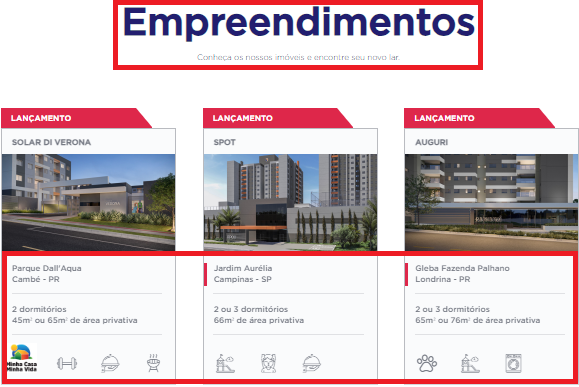 Empreendimentos
Conheça os nossos imóveis e encontre seu novo lar.
LANÇAMENTO
SOLAR DI VERONA
Parque Dall'Aqua
Cambé - PR
2 dormitórios
45m² ou 65m² de área privativa
Minha Casa
Minha Vida
LANÇAMENTO
SPOT
Jardim Aurélia
Campinas - SP
2 ou 3 dormitórios
66m² de área privativa
LANÇAMENTO
AUGURI
Gleba Fazenda Palhano
Londrina - PR
2 ou 3 dormitórios
65m² ou 76m² de área privativa